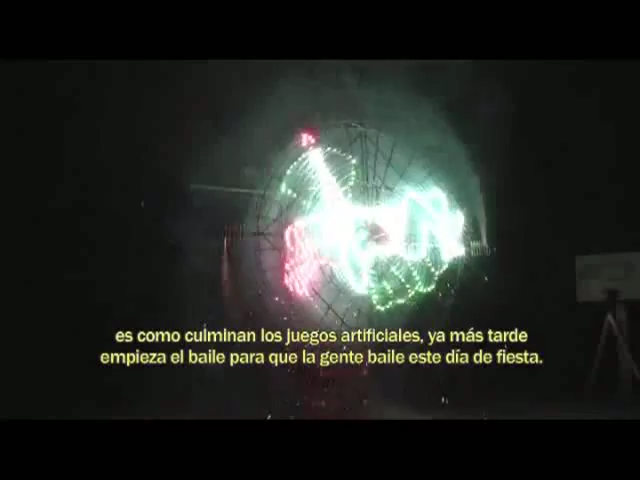 es como culminan los juegos artificiales, ya más tarde
empieza el baile para que la gente baile este día de fiesta.